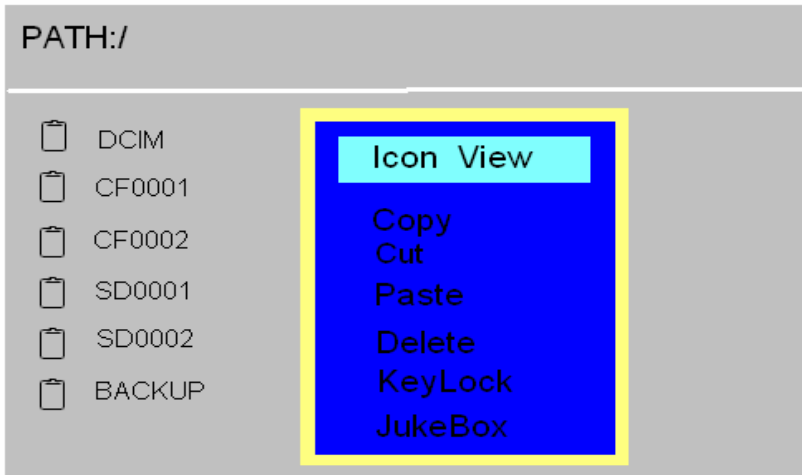 PATH:/
DCIM
CF0001
CF0002
SD0001
SD0002
BACKUP
Icon View
Copy
Cut
Paste
Delete
KeyLock
JukeBox